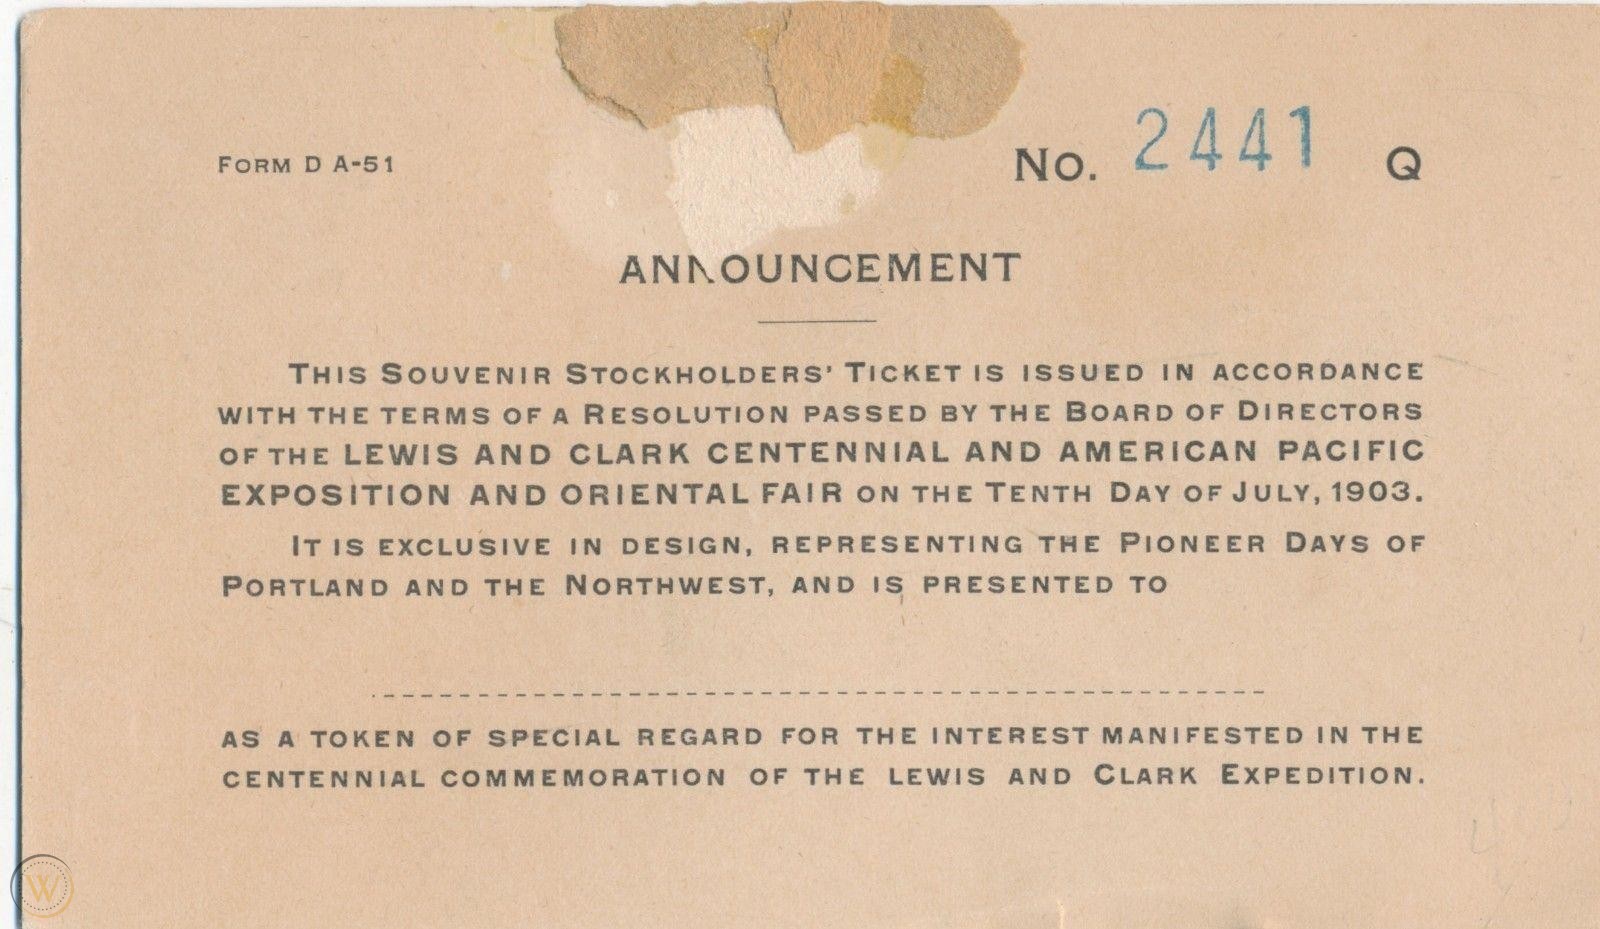 FORM D A-51
No. 2441 Q
ANNOUNCEMENT
THIS SOUVENIR STOCKHOLDERS' TICKET IS ISSUED IN ACCORDANCE
WITH THE TERMS OF A RESOLUTION PASSED BY THE BOARD OF DIRECTORS
OF THE LEWIS AND CLARK CENTENNIAL AND AMERICAN PACIFIC
EXPOSITION AND ORIENTAL FAIR ON THE TENTH DAY OF JULY, 1903.
IT IS EXCLUSIVE IN DESIGN, REPRESENTING THE PIONEER DAYS OF
PORTLAND AND THE NORTHWEST, AND IS PRESENTED TO
AS A TOKEN OF SPECIAL REGARD FOR THE INTEREST MANIFESTED IN THE
CENTENNIAL COMMEMORATION OF THE LEWIS AND CLARK EXPEDITION.
W